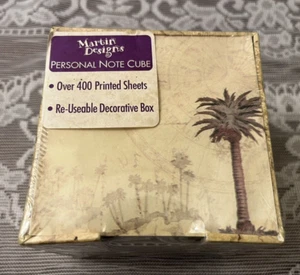 Martin
Designs
PERSONAL NOTE CUBE
• Over 400 Printed Sheets
• Re-Useable Decorative Box